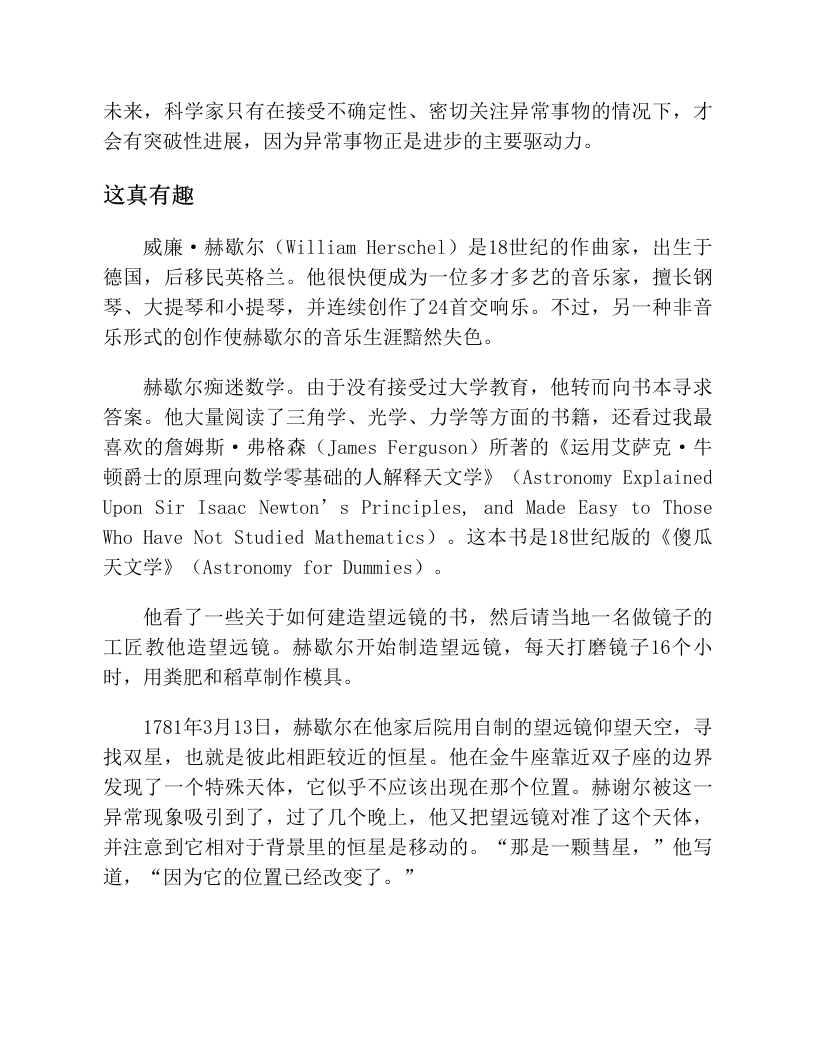 未来，科学家只有在接受不确定性、密切关注异常事物的情况下，才
会有突破性进展，因为异常事物正是进步的主要驱动力。
这真有趣
威廉·赫歇尔（William Herschel）是18世纪的作曲家，出生于
德国，后移民英格兰。他很快便成为一位多才多艺的音乐家，擅长钢
琴、大提琴和小提琴，并连续创作了24首交响乐。不过，另一种非音
乐形式的创作使赫歇尔的音乐生涯黯然失色。
赫歇尔痴迷数学。由于没有接受过大学教育，他转而向书本寻求
答案。他大量阅读了三角学、光学、力学等方面的书籍，还看过我最
喜欢的詹姆斯·弗格森（James Ferguson）所著的《运用艾萨克·牛
顿爵士的原理向数学零基础的人解释天文学》（Astronomy Explained
Upon Sir Isaac Newton’s Principles, and Made Easy to Those
Who Have Not Studied Mathematics）。这本书是18世纪版的《傻瓜
天文学》（Astronomy for Dummies）。
他看了一些关于如何建造望远镜的书，然后请当地一名做镜子的
工匠教他造望远镜。赫歇尔开始制造望远镜，每天打磨镜子16个小
时，用粪肥和稻草制作模具。
1781年3月13日，赫歇尔在他家后院用自制的望远镜仰望天空，寻
找双星，也就是彼此相距较近的恒星。他在金牛座靠近双子座的边界
发现了一个特殊天体，它似乎不应该出现在那个位置。赫谢尔被这一
异常现象吸引到了，过了几个晚上，他又把望远镜对准了这个天体，
并注意到它相对于背景里的恒星是移动的。“那是一颗彗星，”他写
道，“因为它的位置已经改变了。”